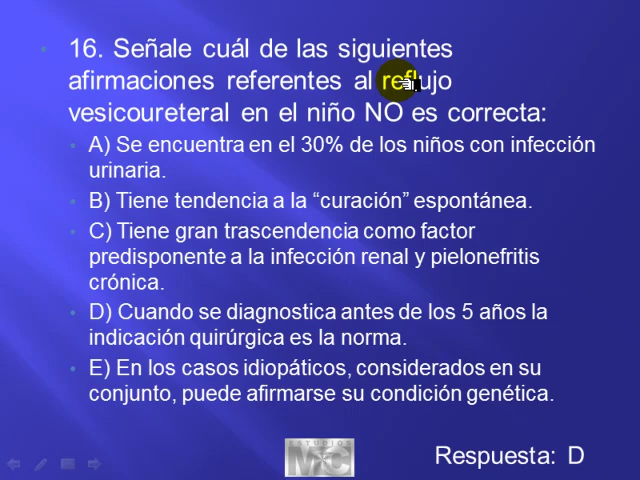 16. Señale cuál de las siguientes
afirmaciones referentes al reflujo
vesicoureteral en el niño NO es correcta:
A) Se encuentra en el 30% de los niños con infección
urinaria.
B) Tiene tendencia a la “curación” espontánea.
C) Tiene gran trascendencia como factor
predisponente a la infección renal y pielonefritis
crónica.
D) Cuando se diagnostica antes de los 5 años la
indicación quirúrgica es la norma.
E) En los casos idiopáticos, considerados en su
conjunto, puede afirmarse su condición genética.
ESTUDIOS
MC
Respuesta: D